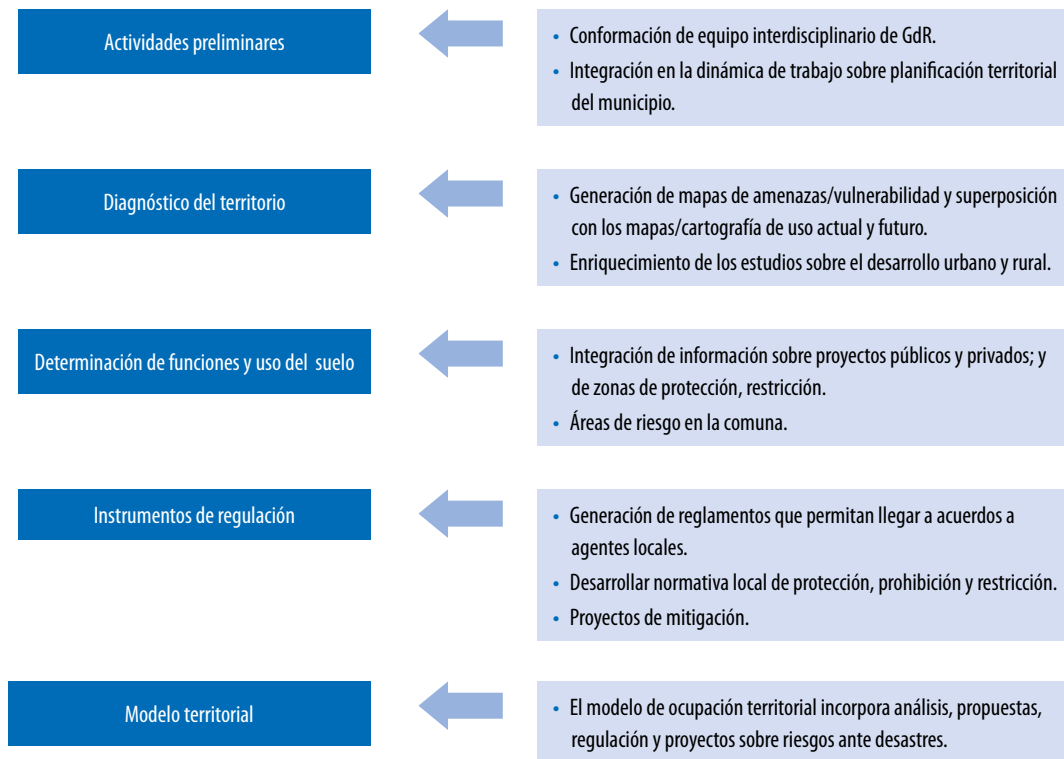 Actividades preliminares
• Conformación de equipo interdisciplinario de GdR.
• Integración en la dinámica de trabajo sobre planificación territorial
del municipio.
Diagnóstico del territorio
• Generación de mapas de amenazas/vulnerabilidad y superposición
con los mapas/cartografía de uso actual y futuro.
• Enriquecimiento de los estudios sobre el desarrollo urbano y rural.
Determinación de funciones y uso del suelo
• Integración de información sobre proyectos públicos y privados; y
de zonas de protección, restricción.
• Áreas de riesgo en la comuna.
Instrumentos de regulación
• Generación de reglamentos que permitan llegar a acuerdos a
agentes locales.
• Desarrollar normativa local de protección, prohibición y restricción.
• Proyectos de mitigación.
Modelo territorial
• El modelo de ocupación territorial incorpora análisis, propuestas,
regulación y proyectos sobre riesgos ante desastres.